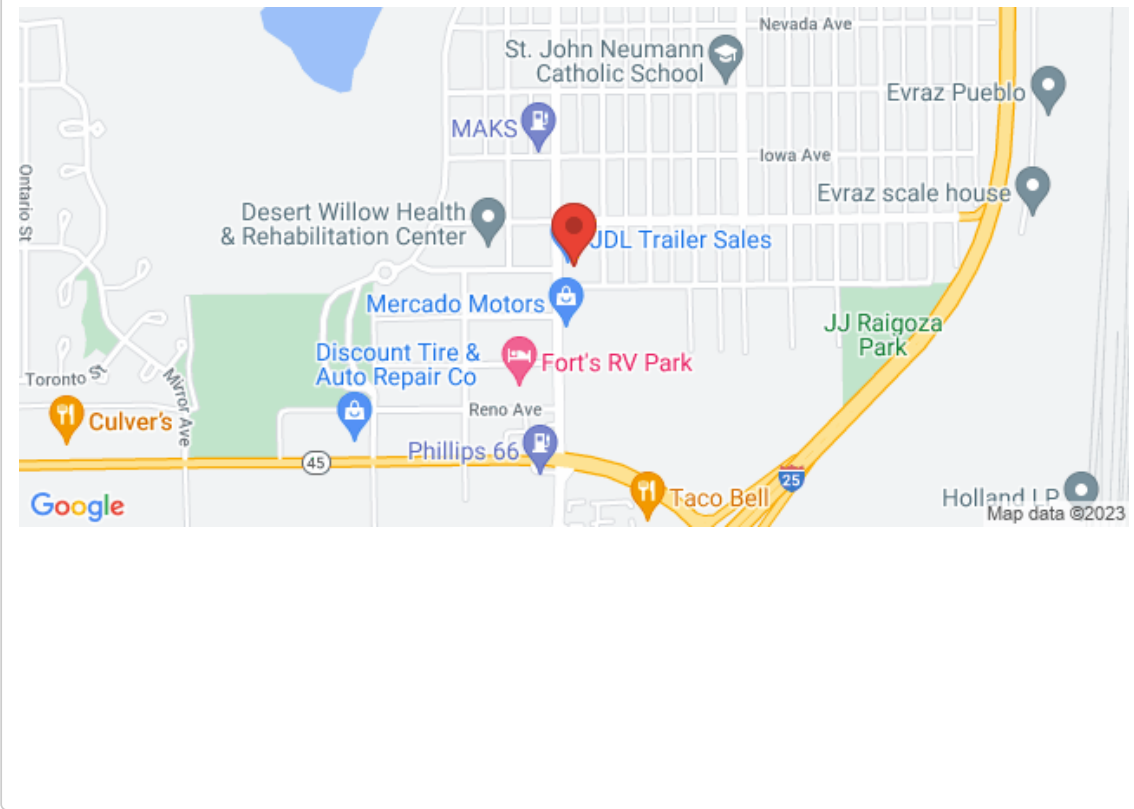 Nevada Ave
St. John Neumann
Catholic School
Evraz Pueblo
MAKS
Iowa Ave
Ontario St
Evraz scale house
Desert Willow Health
& Rehabilitation Center
JDL Trailer Sales
Mercado Motors
JJ Raigoza
Park
Discount Tire &
Auto Repair Co
Fort's RV Park
Toronto St
Mirror Ave
Reno Ave
Culver's
Phillips 66
45
25
Taco Bell
Holland LP
Google
Map data ©2023